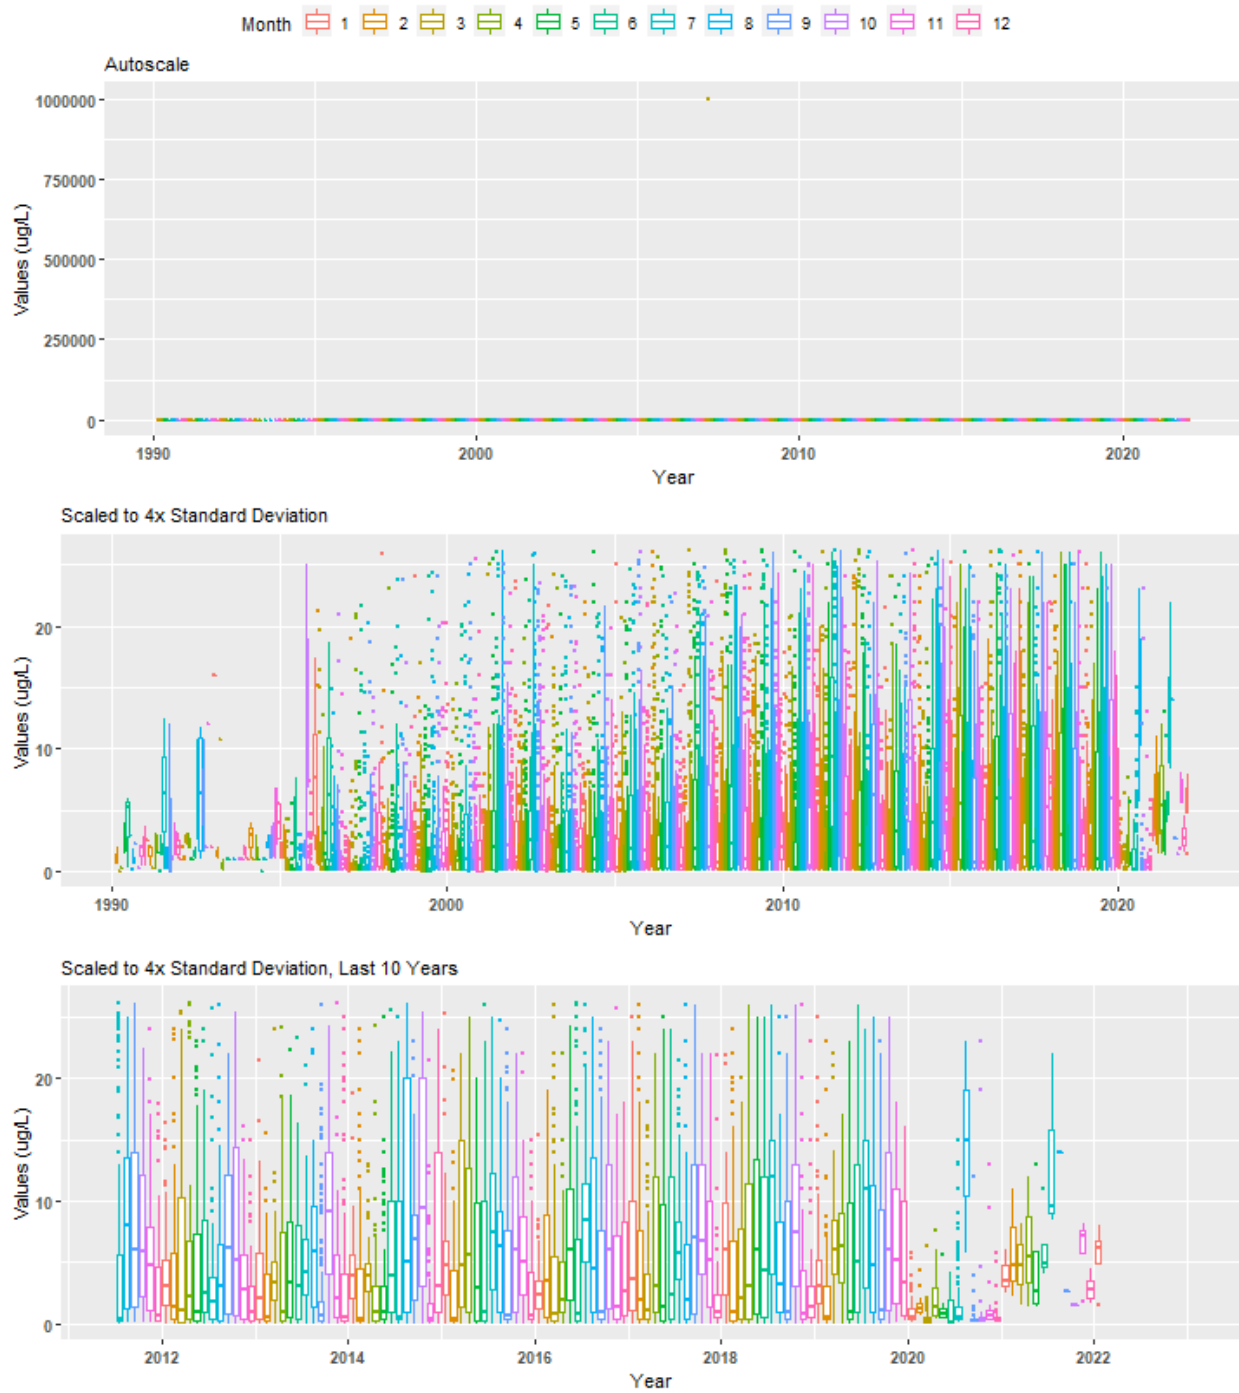 Month 1 2 3 4 5 6 7 8 9 10 11 12
Autoscale
1000000
750000
500000
250000
0
Values (ug/L)
1990 2000 2010 2020
Year
Scaled to 4x Standard Deviation
20
10
0
Values (ug/L)
1990 2000 2010 2020
Year
Scaled to 4x Standard Deviation, Last 10 Years
20
10
0
Values (ug/L)
2012 2014 2016 2018 2020 2022
Year